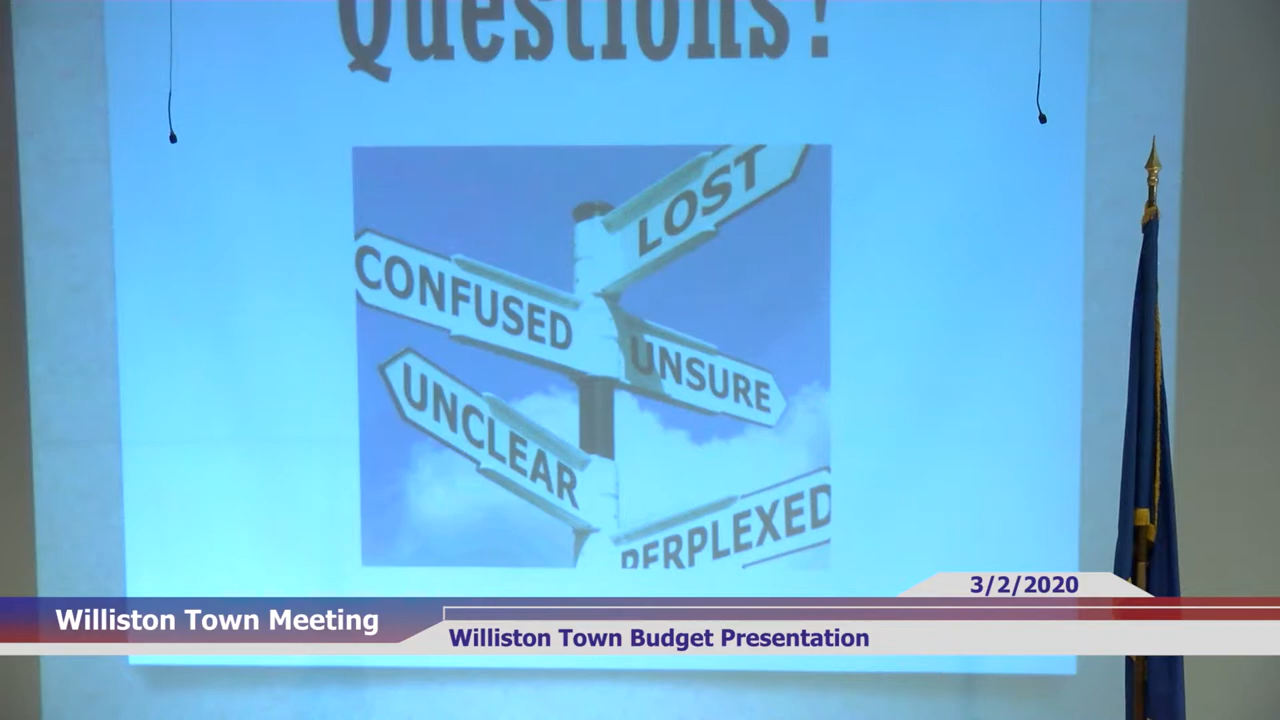 Questions!
LOST
CONFUSED
UNSURE
UNCLEAR
PERPLEXED
3/2/2020
Williston Town Meeting
Williston Town Budget Presentation